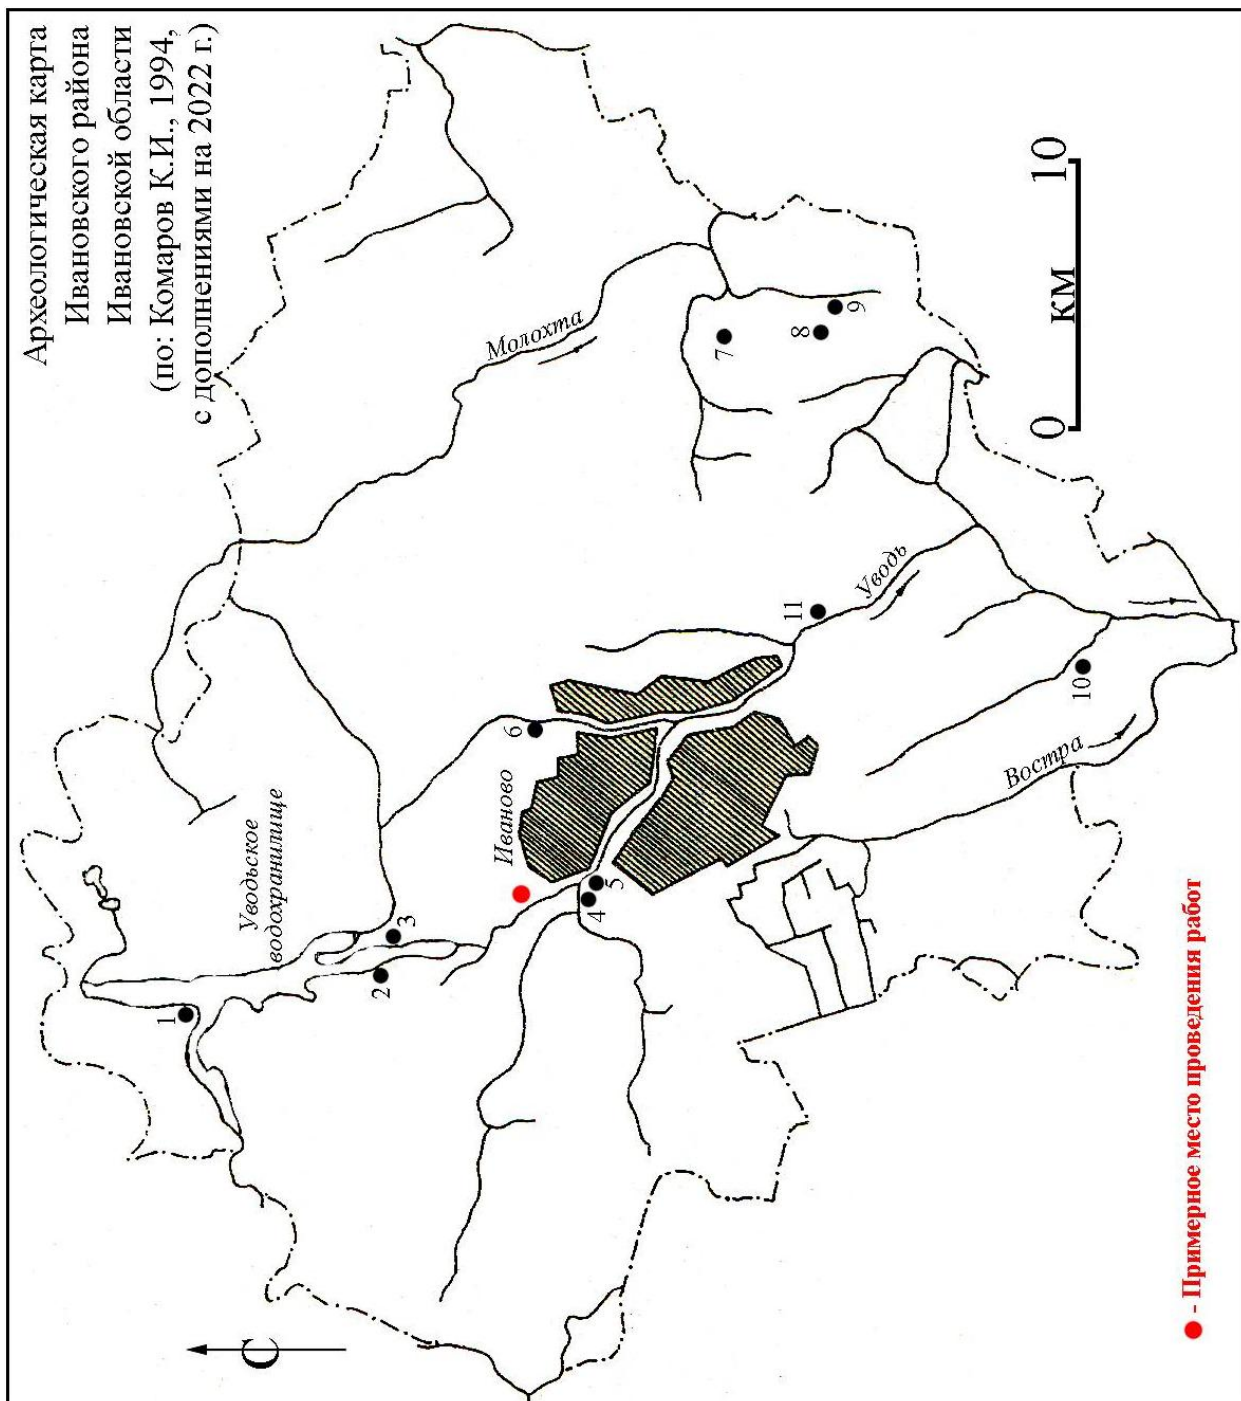 Археологическая карта
Ивановского района
Ивановской области
(по: Комаров К.И., 1994,
с дополнениями на 2022 г.)
Уводьское
водохранилище
1
2
3
Иваново
4
5
6
Молохта
7
8
9
Уводь
11
10
Востра
С
0
10
КМ
- Примерное место проведения работ